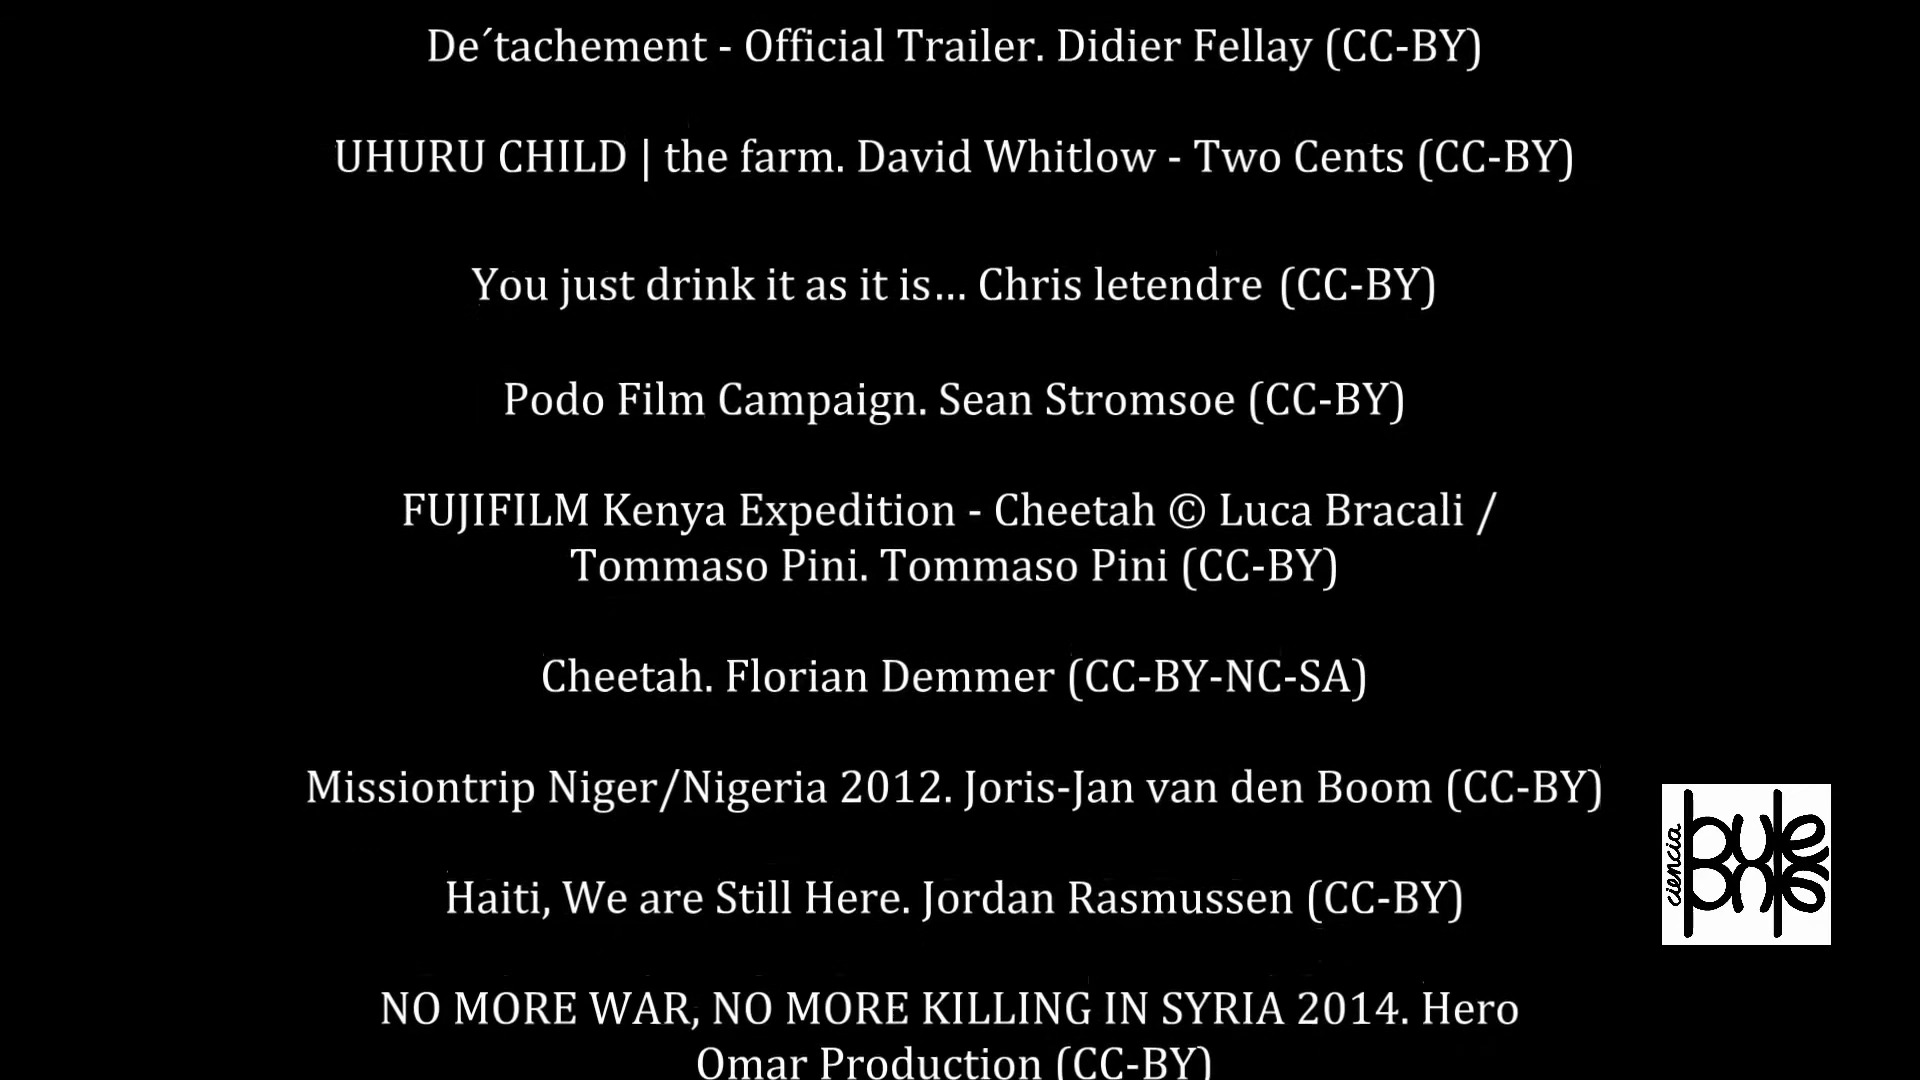 De´tachement - Official Trailer. Didier Fellay (CC-BY)
UHURU CHILD | the farm. David Whitlow - Two Cents (CC-BY)
You just drink it as it is... Chris letendre (CC-BY)
Podo Film Campaign. Sean Stromsoe (CC-BY)
FUJIFILM Kenya Expedition - Cheetah © Luca Bracali /
Tommaso Pini. Tommaso Pini (CC-BY)
Cheetah. Florian Demmer (CC-BY-NC-SA)
Missiontrip Niger/Nigeria 2012. Joris-Jan van den Boom (CC-BY)
ciencia
bule
bule
Haiti, We are Still Here. Jordan Rasmussen (CC-BY)
NO MORE WAR, NO MORE KILLING IN SYRIA 2014. Hero
Omar Production (CC-BY)